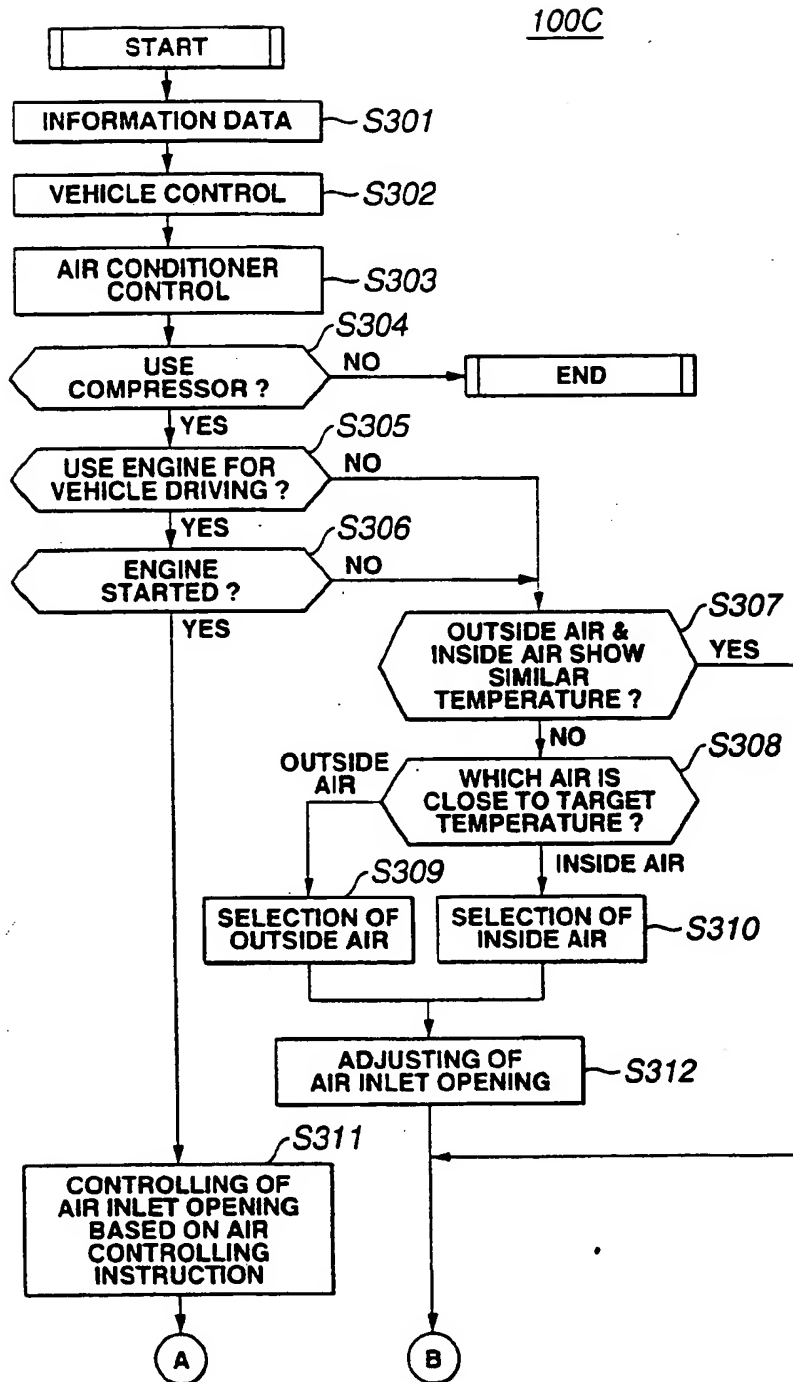 100C
START
INFORMATION DATA
S301
VEHICLE CONTROL
S302
AIR CONDITIONER
CONTROL
S303
S304
USE
COMPRESSOR ?
NO
END
YES
S305
USE ENGINE FOR
VEHICLE DRIVING ?
NO
YES
S306
ENGINE
STARTED ?
NO
YES
S307
OUTSIDE AIR &
INSIDE AIR SHOW
SIMILAR
TEMPERATURE ?
YES
NO
S308
OUTSIDE
AIR
WHICH AIR IS
CLOSE TO TARGET
TEMPERATURE ?
INSIDE AIR
S309
SELECTION OF
OUTSIDE AIR
SELECTION OF
INSIDE AIR
S310
ADJUSTING OF
AIR INLET OPENING
S312
S311
CONTROLLING OF
AIR INLET OPENING
BASED ON AIR
CONTROLLING
INSTRUCTION
A
B